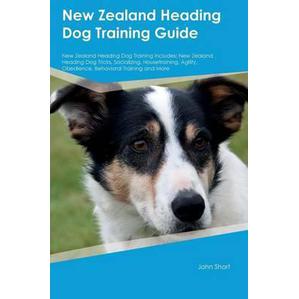 New Zealand Heading
Dog Training Guide
New Zealand Heading Dog Training Includes: New Zealand
Heading Dog Tricks, Socializing, Housetraining, Agility,
Obedience, Behavioral Training and More
John Short